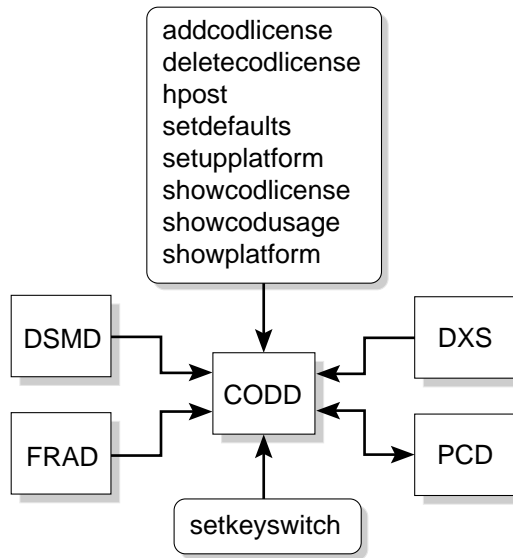 addcodlicense
deletecodlicense
hpost
setdefaults
setupplatform
showcodlicense
showcodusage
showplatform
DSMD
DXS
CODD
FRAD
PCD
setkeyswitch